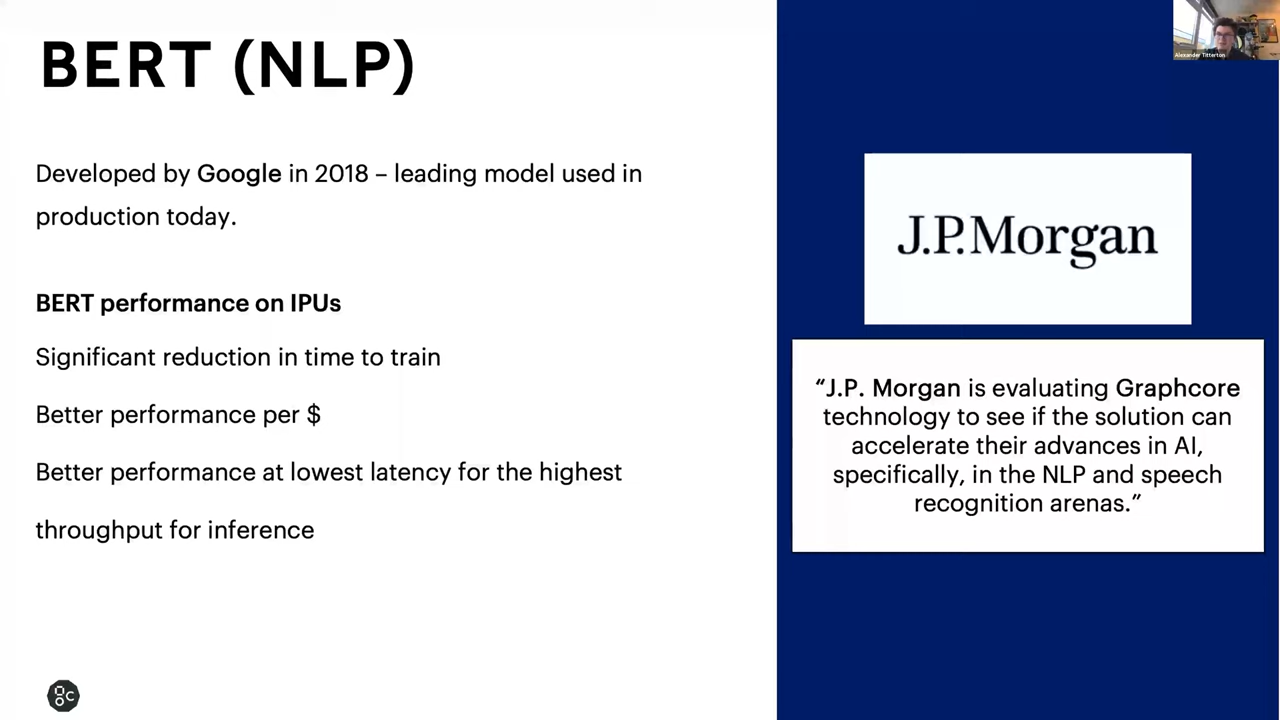 BERT (NLP)
Developed by Google in 2018 – leading model used in
production today.
BERT performance on IPUs
Significant reduction in time to train
Better performance per $
Better performance at lowest latency for the highest
throughput for inference
Alexander Titterton
J.P.Morgan
“J.P. Morgan is evaluating Graphcore
technology to see if the solution can
accelerate their advances in AI,
specifically, in the NLP and speech
recognition arenas.”
gc